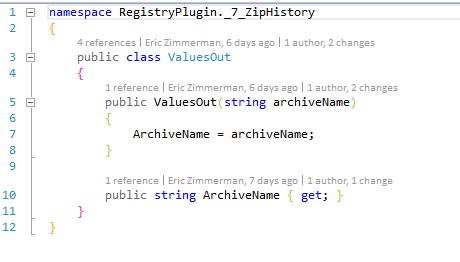 1 namespace RegistryPlugin._7_ZipHistory
2 {
4 references | Eric Zimmerman, 6 days ago | 1 author, 2 changes
3 public class ValuesOut
4 {
1 reference | Eric Zimmerman, 6 days ago | 1 author, 2 changes
5 public ValuesOut(string archiveName)
6 {
7 ArchiveName = archiveName;
8 }
9
1 reference | Eric Zimmerman, 7 days ago | 1 author, 1 change
10 public string ArchiveName { get; }
11 }
12 }